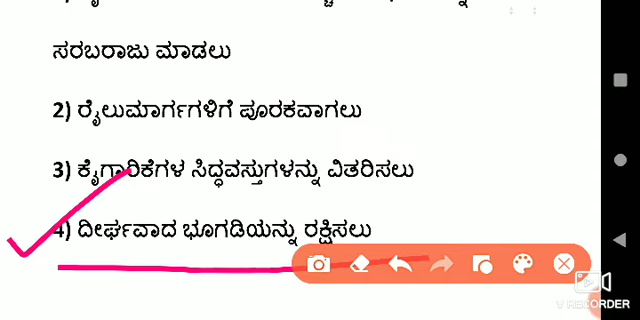 ಸರಬರಾಜು ಮಾಡಲು
2) ರೈಲುಮಾರ್ಗಗಳಿಗೆ ಪೂರಕವಾಗಲು
3) ಕೈಗಾರಿಕೆಗಳ ಸಿದ್ಧವಸ್ತುಗಳನ್ನು ವಿತರಿಸಲು
4) ದೀರ್ಘವಾದ ಭೂಗಡಿಯನ್ನು ರಕ್ಷಿಸಲು
V RECORDER